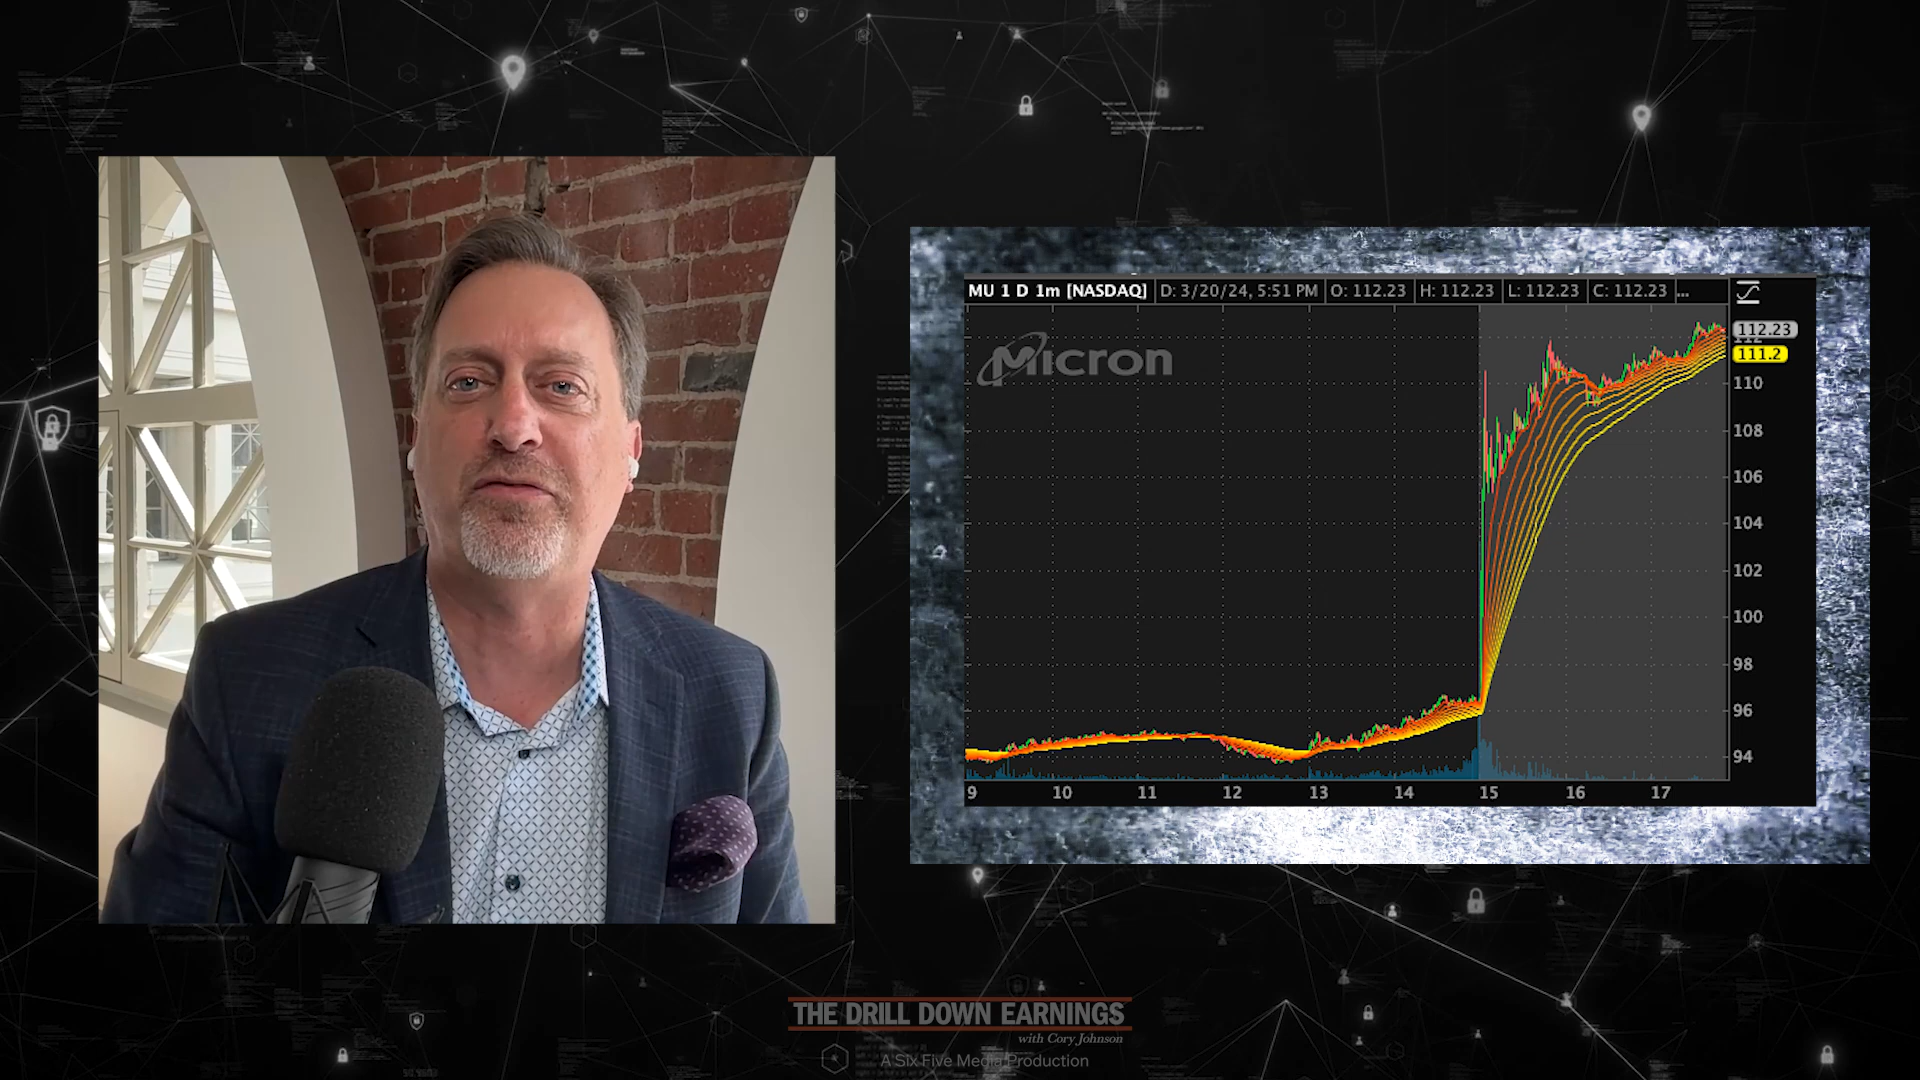 MU 1 D 1m [NASDAQ] D: 3/20/24, 5:51 PM O: 112.23 H: 112.23 L: 112.23 C: 112.23 ...
Micron
112.23
112
111.2
110
108
106
104
102
100
98
96
94
9 10 11 12 13 14 15 16 17
THE DRILL DOWN EARNINGS
with Cory Johnson
A Six Five Media Production